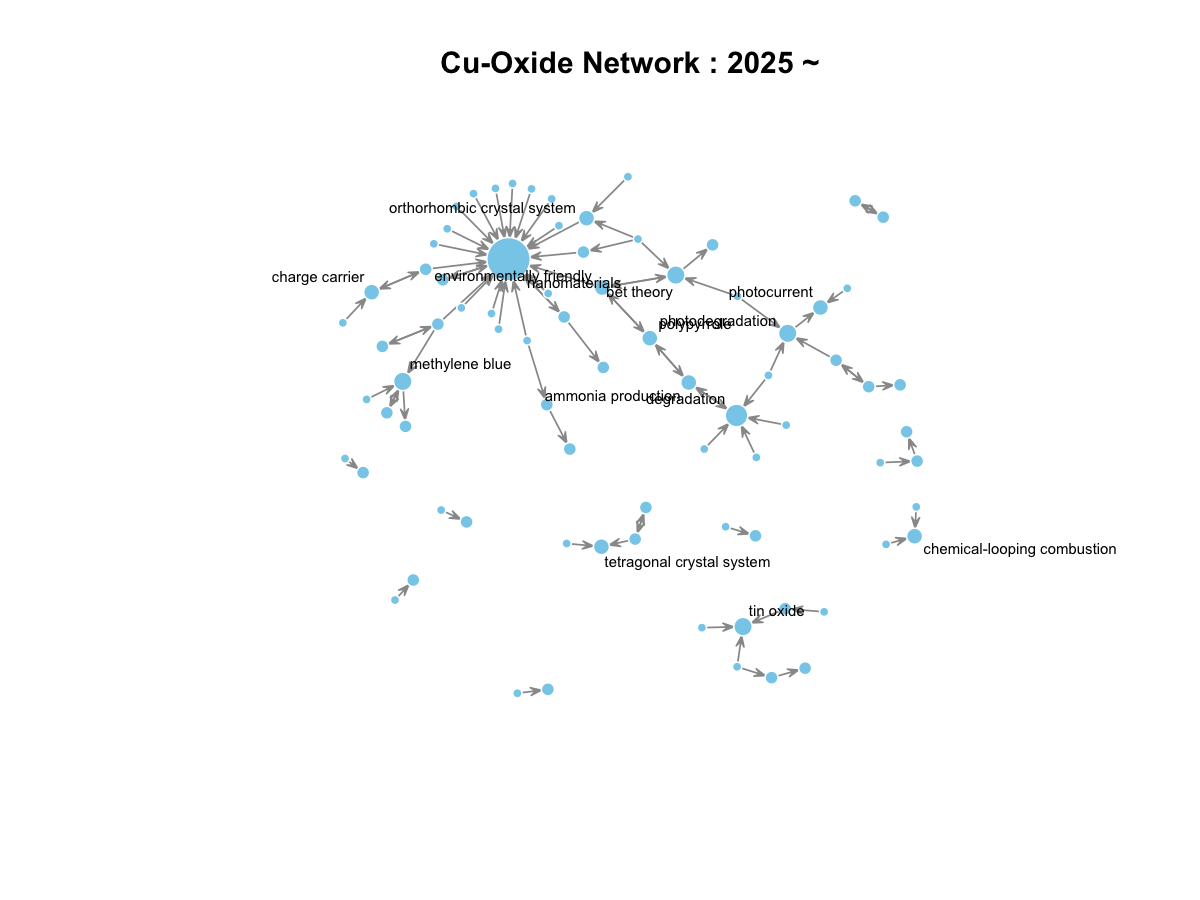 Cu-Oxide Network : 2025 ~
orthorhombic crystal system
charge carrier
environmentally friendly
nanomaterials
bet theory
photocurrent
photodegradation
polypyrrole
methylene blue
ammonia production
degradation
chemical-looping combustion
tetragonal crystal system
tin oxide